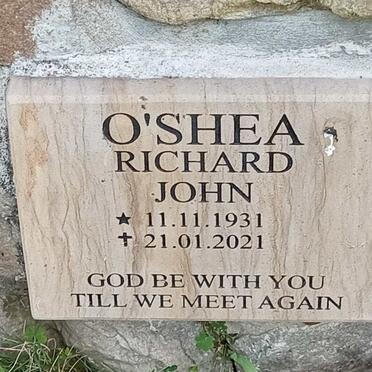 O'SHEA
RICHARD
JOHN
★ 11.11.1931
✝ 21.01.2021
GOD BE WITH YOU
TILL WE MEET AGAIN